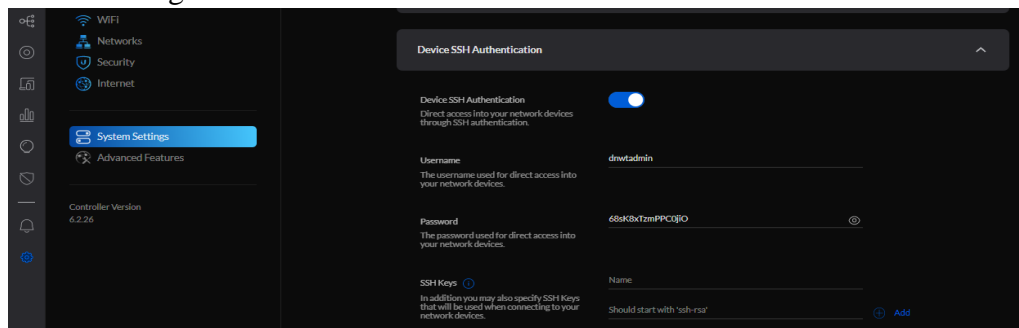 WiFi
Networks
Security
Internet
System Settings
Advanced Features
Controller Version
6.2.26
Device SSH Authentication
Device SSH Authentication
Direct access into your network devices
through SSH authentication.
Username
dnwtadmin
The username used for direct access into
your network devices.
Password
68sK8xTzmPPC0jiO
The password used for direct access into
your network devices.
SSH Keys
Name
In addition you may also specify SSH Keys
that will be used when connecting to your
network devices.
Should start with 'ssh-rsa'
Add